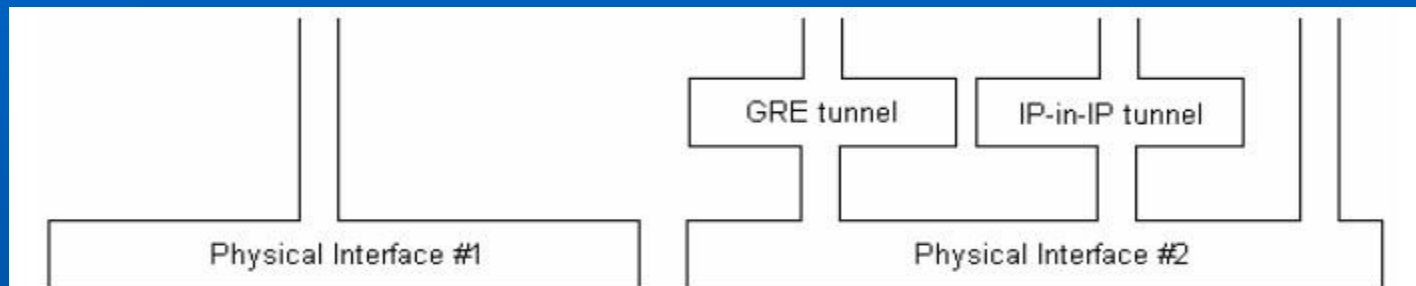 GRE tunnel
IP-in-IP tunnel
Physical Interface #1
Physical Interface #2